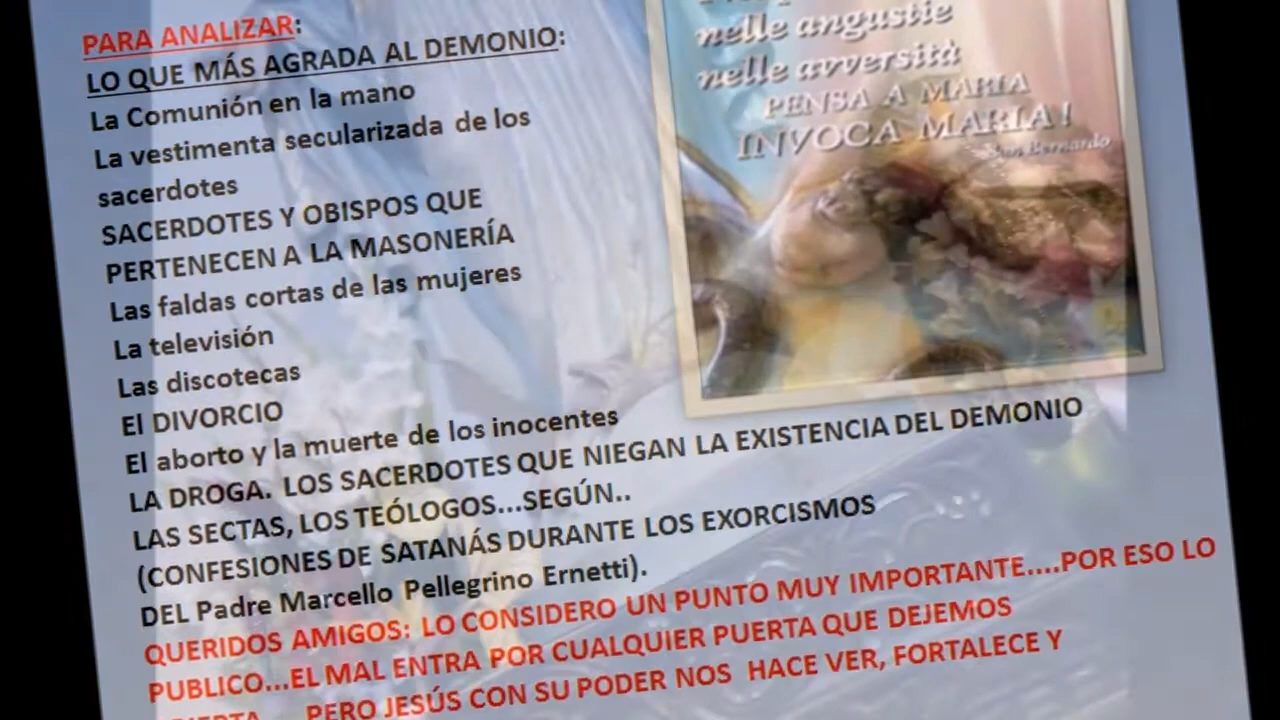 PARA ANALIZAR:
LO QUE MÁS AGRADA AL DEMONIO:
La Comunión en la mano
La vestimenta secularizada de los
sacerdotes
SACERDOTES Y OBISPOS QUE
PERTENECEN A LA MASONERÍA
Las faldas cortas de las mujeres
La televisión
Las discotecas
El DIVORCIO
El aborto y la muerte de los inocentes
LA DROGA. LOS SACERDOTES QUE NIEGAN LA EXISTENCIA DEL DEMONIO
LAS SECTAS, LOS TEÓLOGOS...SEGÚN..
(CONFESIONES DE SATANÁS DURANTE LOS EXORCISMOS
DEL Padre Marcello Pellegrino Ernetti).
QUERIDOS AMIGOS: LO CONSIDERO UN PUNTO MUY IMPORTANTE....POR ESO LO
PUBLICO...EL MAL ENTRA POR CUALQUIER PUERTA QUE DEJEMOS
PERO JESÚS CON SU PODER NOS HACE VER, FORTALECE Y
nelle angustie
nelle avversità
PENSA A MARIA
INVOCA MARIA!
San Bernardo